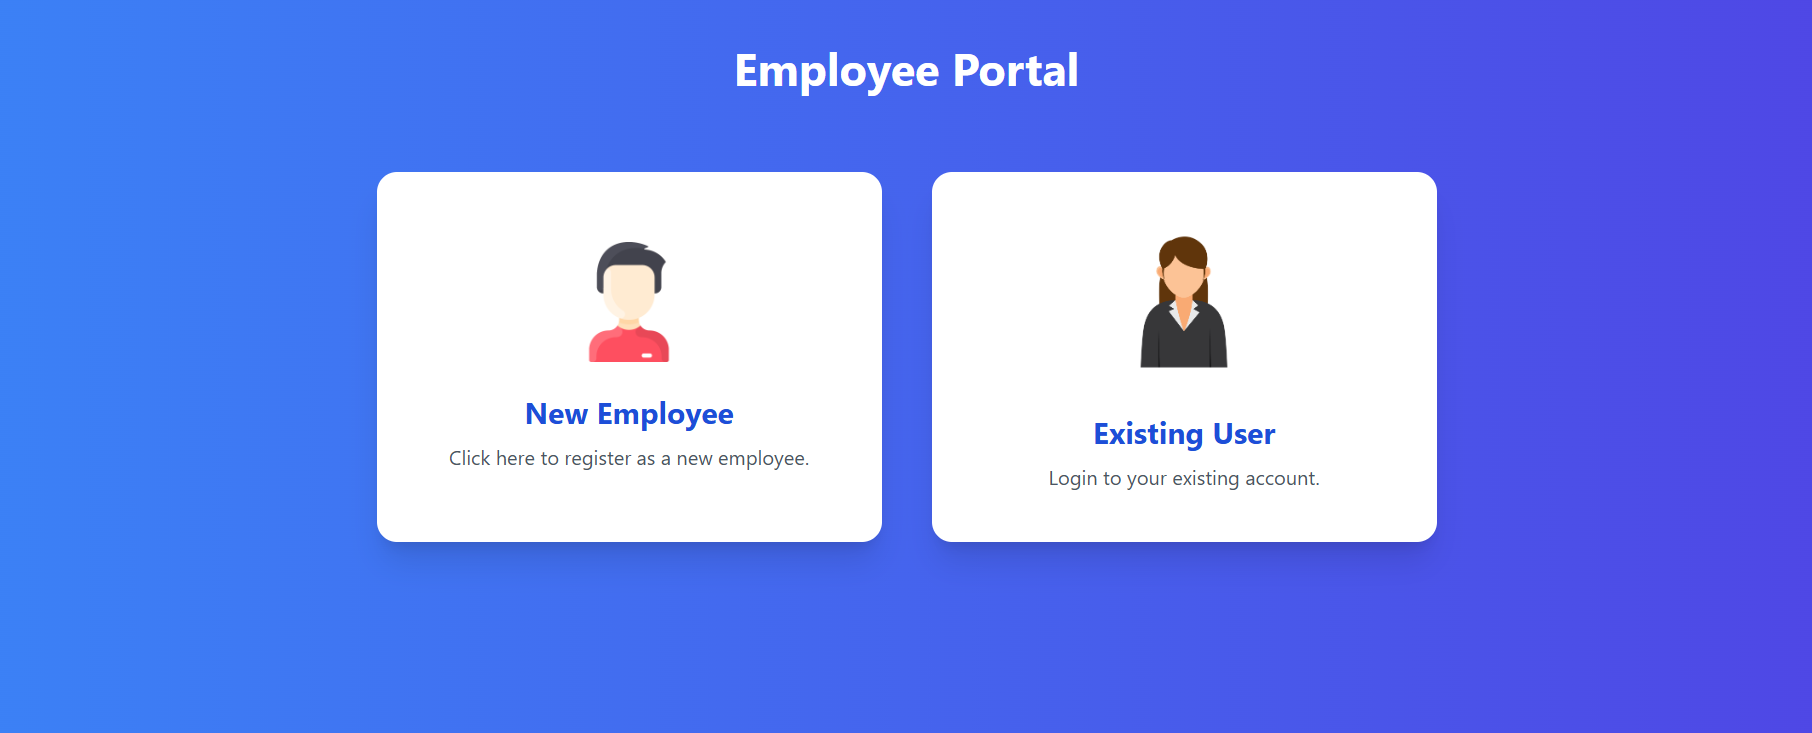 Employee Portal
New Employee
Click here to register as a new employee.
Existing User
Login to your existing account.